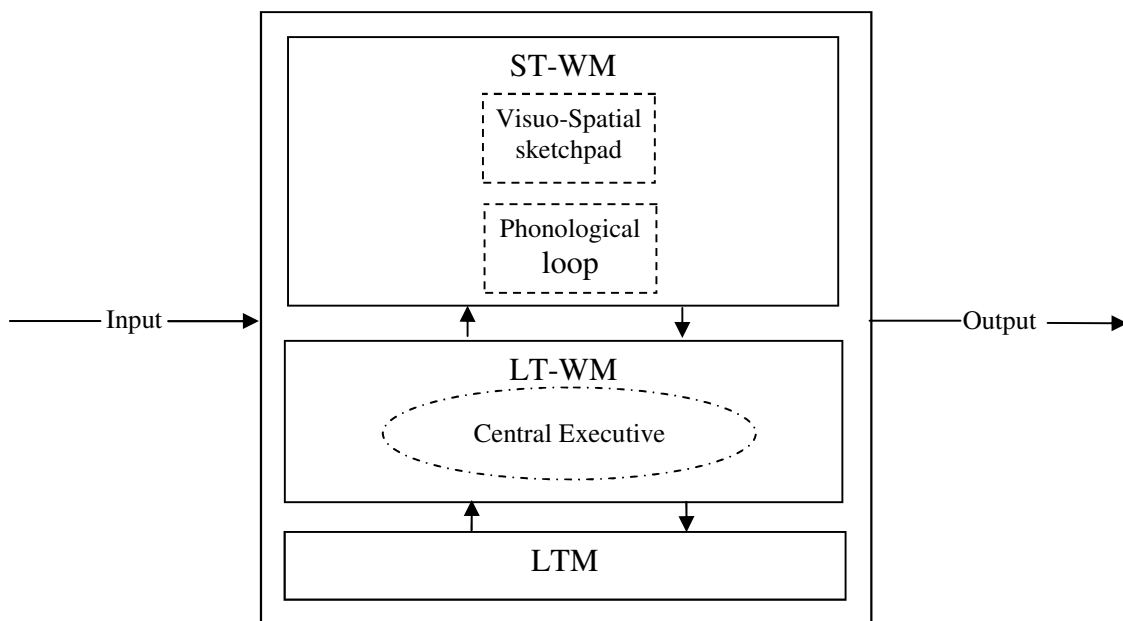 ST-WM
Visuo-Spatial
sketchpad
Phonological
loop
Input
Output
LT-WM
Central Executive
LTM